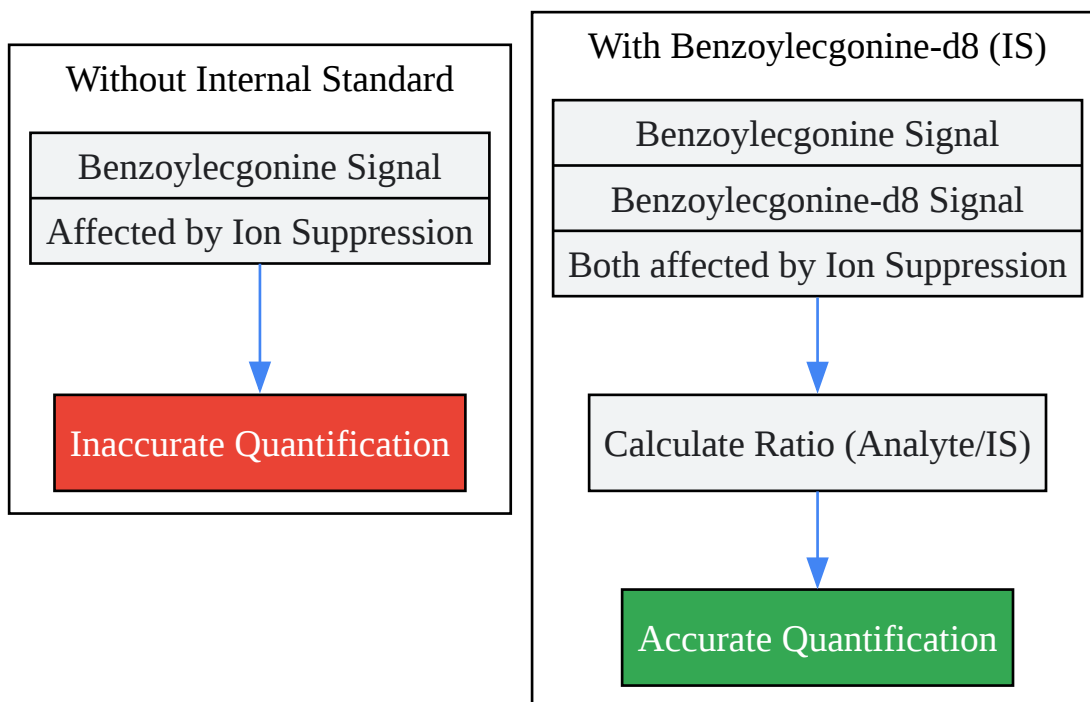 Without Internal Standard
Benzoylecgonine Signal
Affected by Ion Suppression
Inaccurate Quantification
With Benzoylecgonine-d8 (IS)
Benzoylecgonine Signal
Benzoylecgonine-d8 Signal
Both affected by Ion Suppression
Calculate Ratio (Analyte/IS)
Accurate Quantification